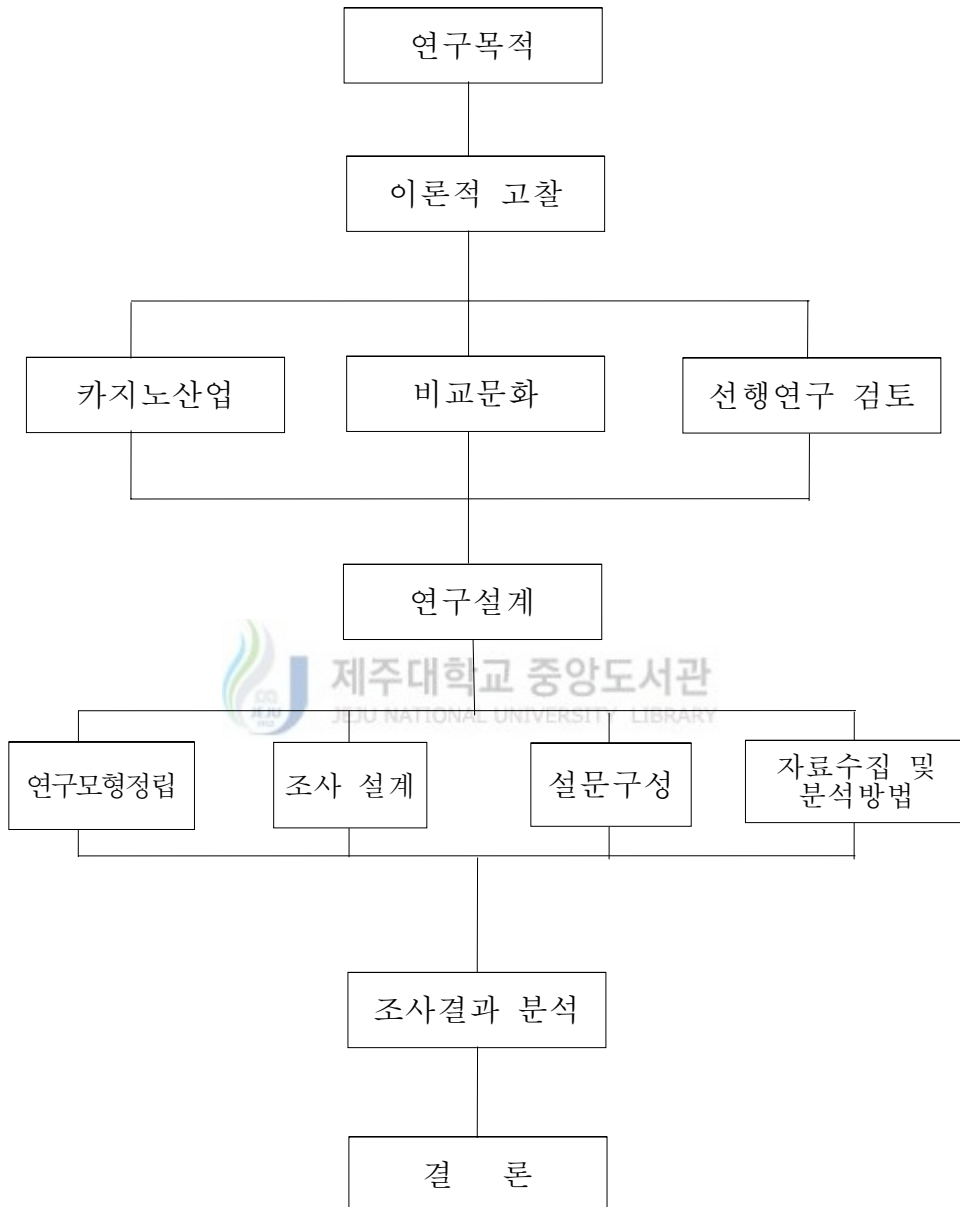 연구목적
이론적 고찰
카지노산업
비교문화
선행연구 검토
연구설계
제주대학교 중앙도서관
JEJU NATIONAL UNIVERSITY LIBRARY
JEJU
1952
연구모형정립
조사 설계
설문구성
자료수집 및
분석방법
조사결과 분석
결 론